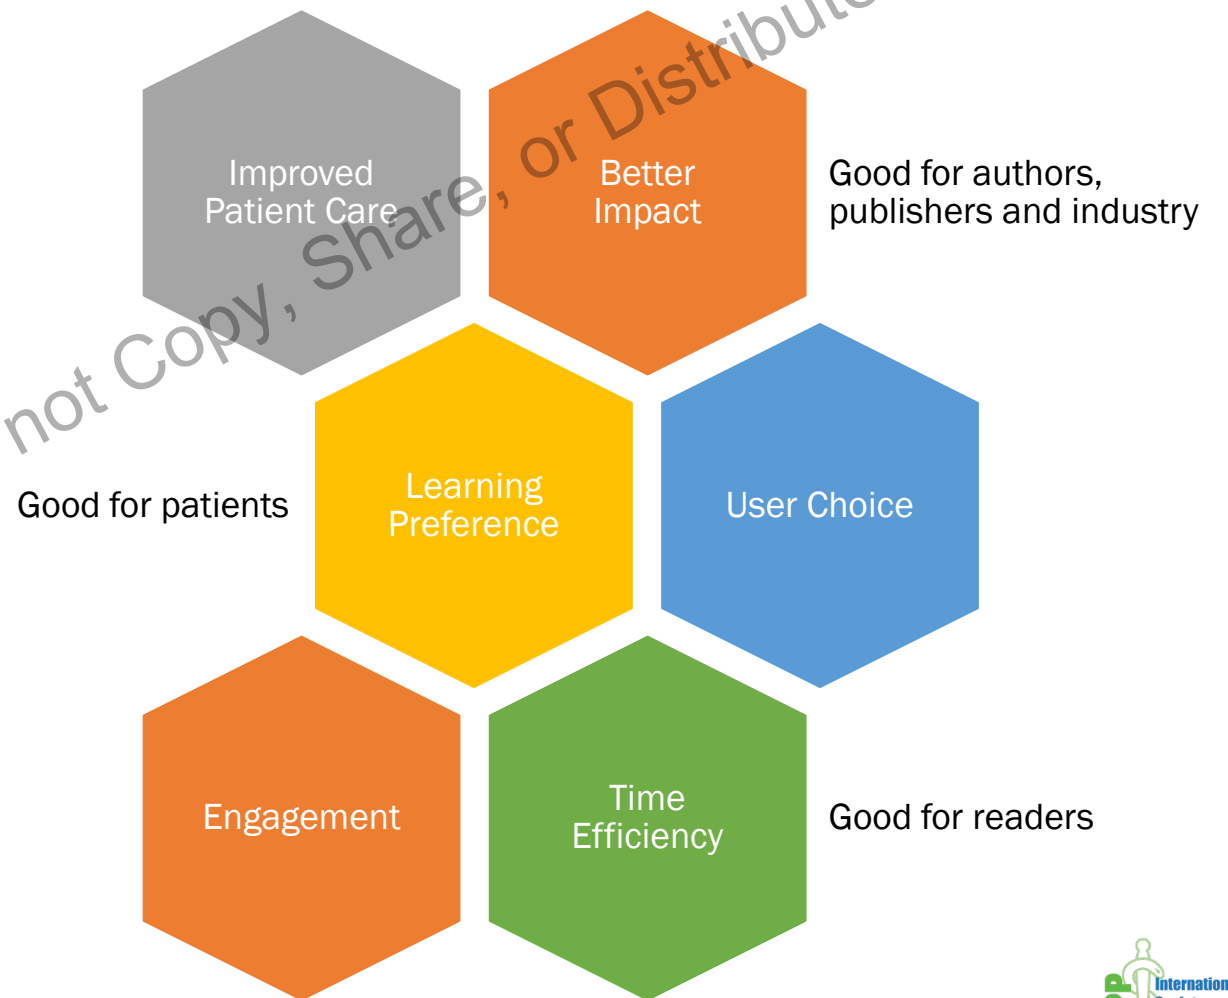 not Copy, Share, or Distribute
Improved
Patient Care
Better
Impact
Good for authors,
publishers and industry
Good for patients
Learning
Preference
User Choice
Engagement
Time
Efficiency
Good for readers
PP
Internation